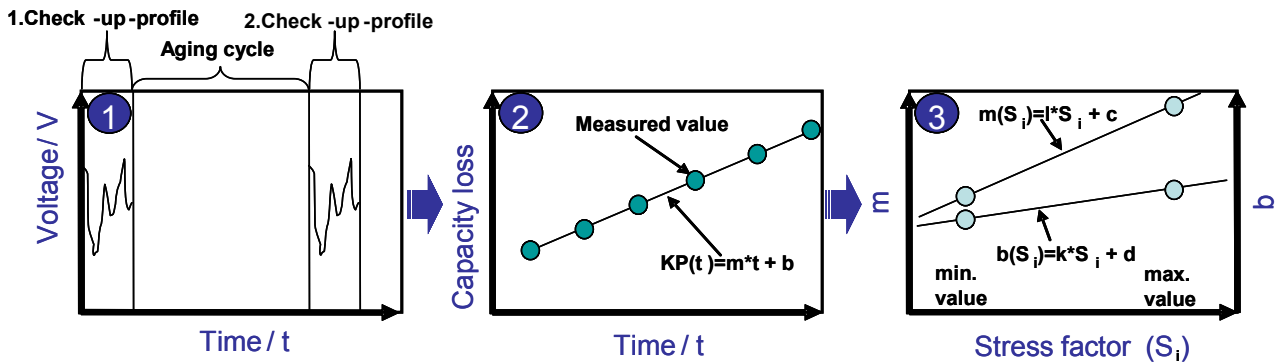 1.Check -up-profile
2.Check -up -profile
Aging cycle
1
Voltage/ V
Time/ t
2
Measured value
KP(t )=m*t + b
Capacity loss
Time/ t
3
m(S i)=l*S i + c
b(S i)=k*S i + d
m
b
min.
value
max.
value
Stress factor (S i)